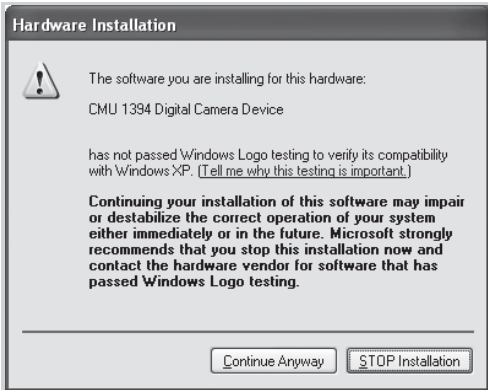 Hardware Installation
The software you are installing for this hardware:
CMU 1394 Digital Camera Device
has not passed Windows Logo testing to verify its compatibility
with Windows XP. (Tell me why this testing is important.)
Continuing your installation of this software may impair
or destabilize the correct operation of your system
either immediately or in the future. Microsoft strongly
recommends that you stop this installation now and
contact the hardware vendor for software that has
passed Windows Logo testing.
Continue Anyway STOP Installation